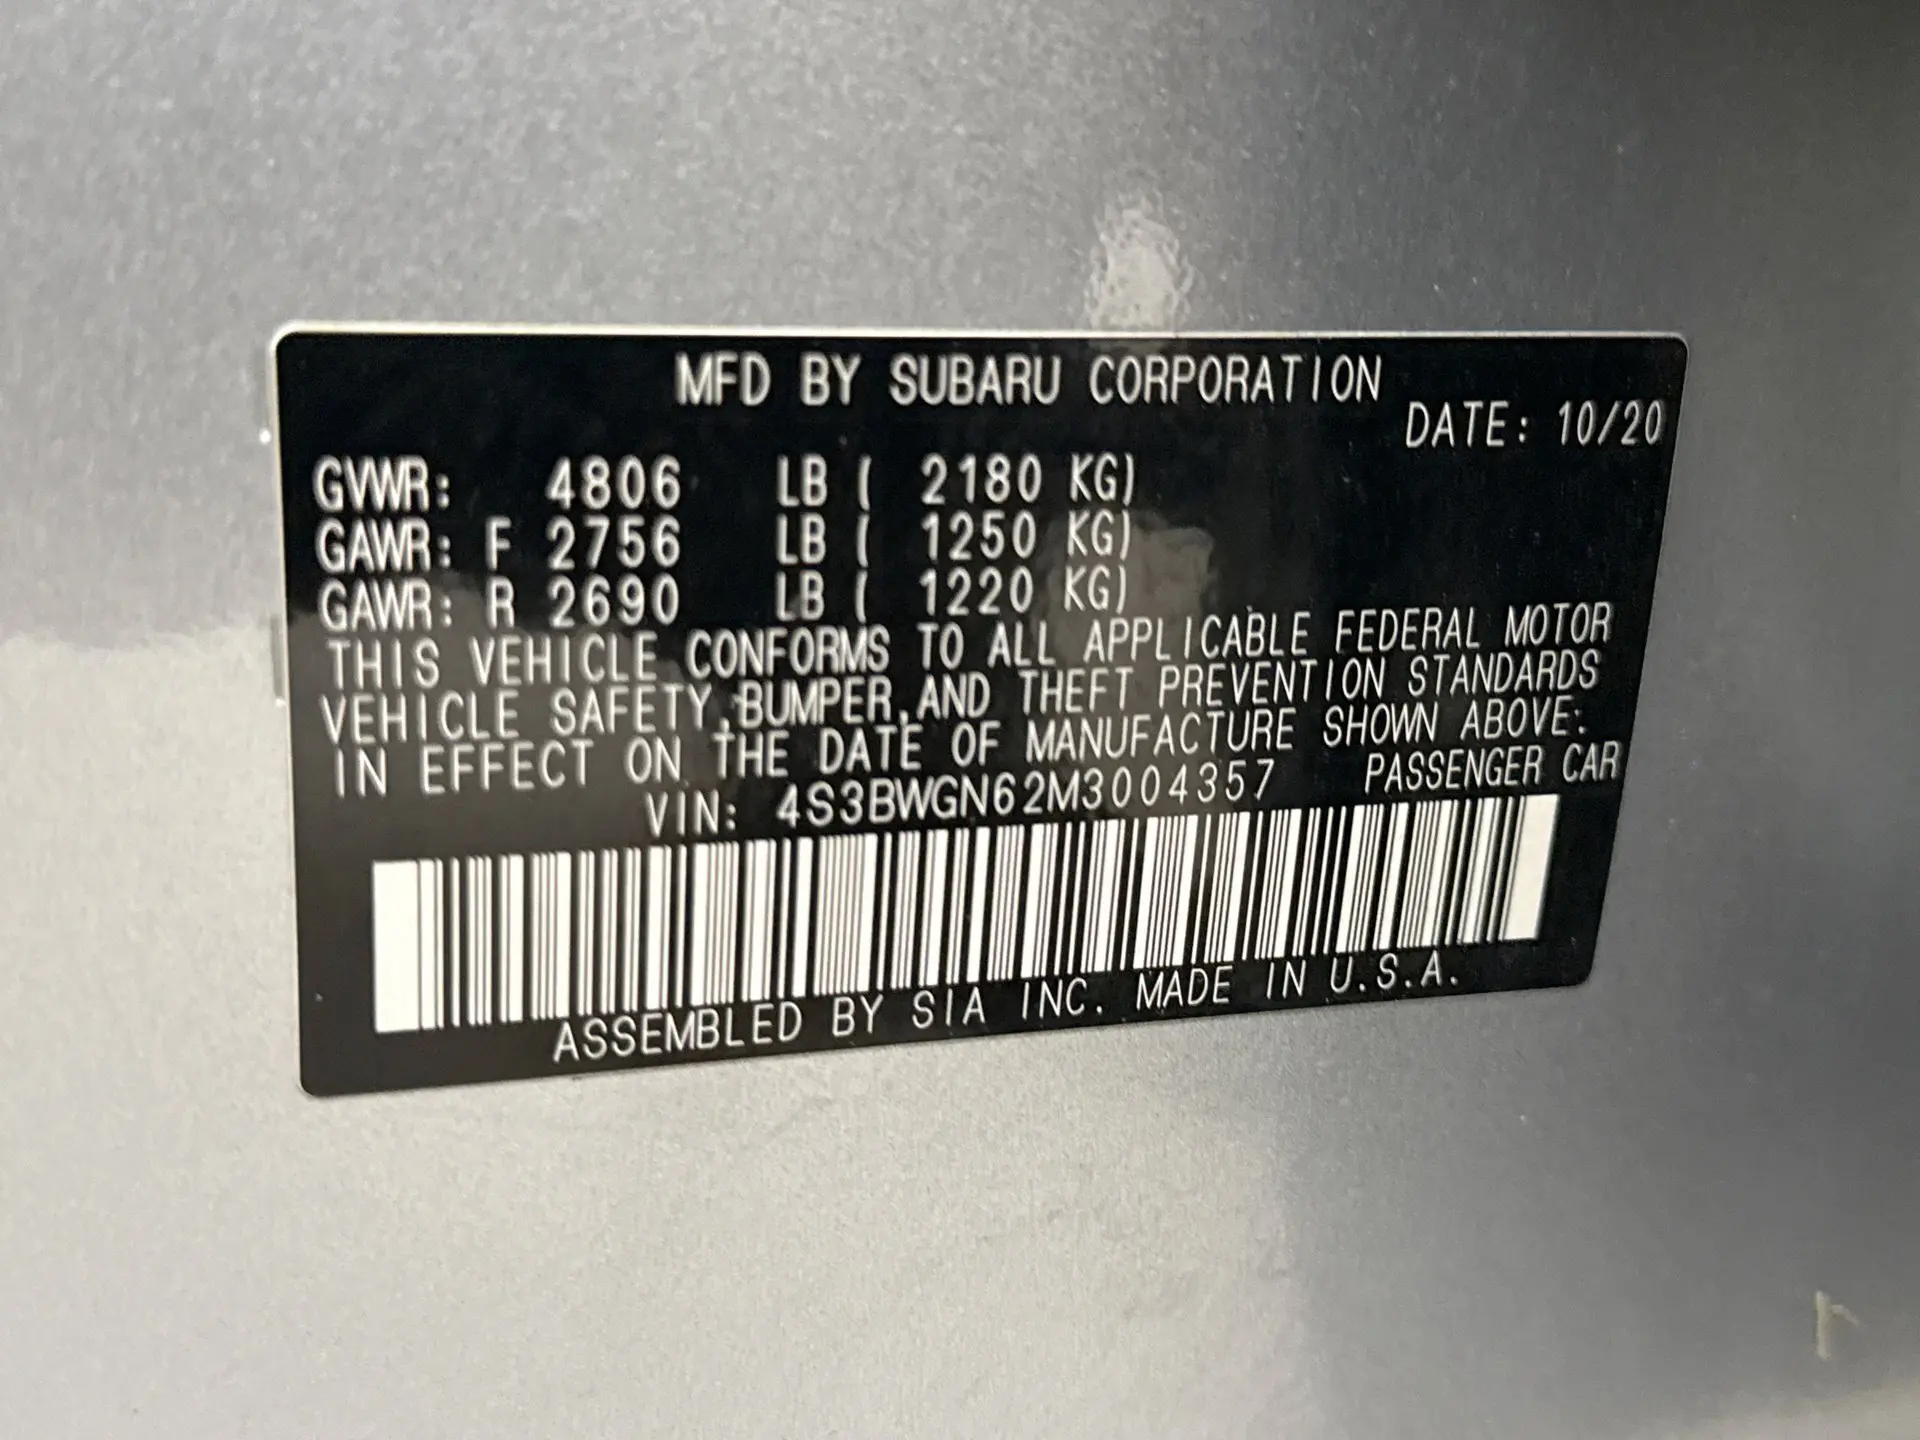 MFD BY SUBARU CORPORATION
DATE: 10/20
GVWR: 4806 LB ( 2180 KG)
GAWR: F 2756 LB ( 1250 KG)
GAWR: R 2690 LB ( 1220 KG)
THIS VEHICLE CONFORMS TO ALL APPLICABLE FEDERAL MOTOR
VEHICLE SAFETY, BUMPER, AND THEFT PREVENTION STANDARDS
IN EFFECT ON THE DATE OF MANUFACTURE SHOWN ABOVE.
VIN: 4S3BWGN62M3004357 PASSENGER CAR
ASSEMBLED BY SIA INC. MADE IN U.S.A.